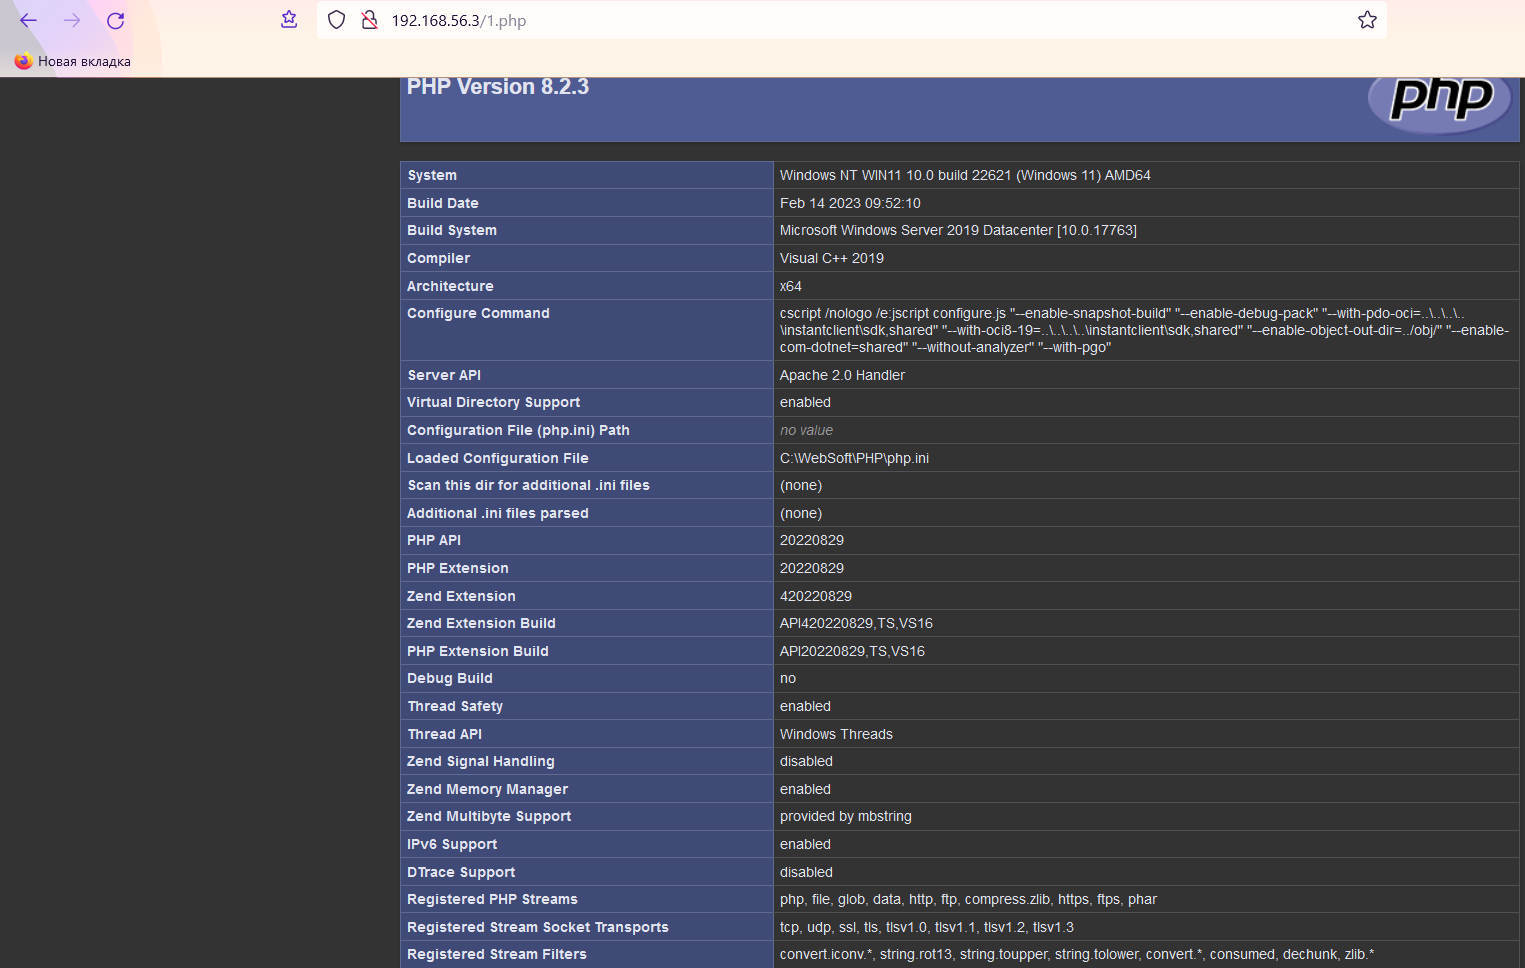 192.168.56.3/1.php
Новая вкладка
PHP Version 8.2.3
php
System Windows NT WIN11 10.0 build 22621 (Windows 11) AMD64
Build Date Feb 14 2023 09:52:10
Build System Microsoft Windows Server 2019 Datacenter [10.0.17763]
Compiler Visual C++ 2019
Architecture x64
Configure Command cscript /nologo /e:jscript configure.js "--enable-snapshot-build" "--enable-debug-pack" "--with-pdo-oci=..\..\..\..
\instantclient\sdk,shared" "--with-oci8-19=..\..\..\..\instantclient\sdk,shared" "--enable-object-out-dir=../obj/" "--enable-
com-dotnet=shared" "--without-analyzer" "--with-pgo"
Server API Apache 2.0 Handler
Virtual Directory Support enabled
Configuration File (php.ini) Path no value
Loaded Configuration File C:\WebSoft\PHP\php.ini
Scan this dir for additional .ini files (none)
Additional .ini files parsed (none)
PHP API 20220829
PHP Extension 20220829
Zend Extension 420220829
Zend Extension Build API420220829,TS,VS16
PHP Extension Build API20220829,TS,VS16
Debug Build no
Thread Safety enabled
Thread API Windows Threads
Zend Signal Handling disabled
Zend Memory Manager enabled
Zend Multibyte Support provided by mbstring
IPv6 Support enabled
DTrace Support disabled
Registered PHP Streams php, file, glob, data, http, ftp, compress.zlib, https, ftps, phar
Registered Stream Socket Transports tcp, udp, ssl, tls, tlsv1.0, tlsv1.1, tlsv1.2, tlsv1.3
Registered Stream Filters convert.iconv.*, string.rot13, string.toupper, string.tolower, convert.*, consumed, dechunk, zlib.*